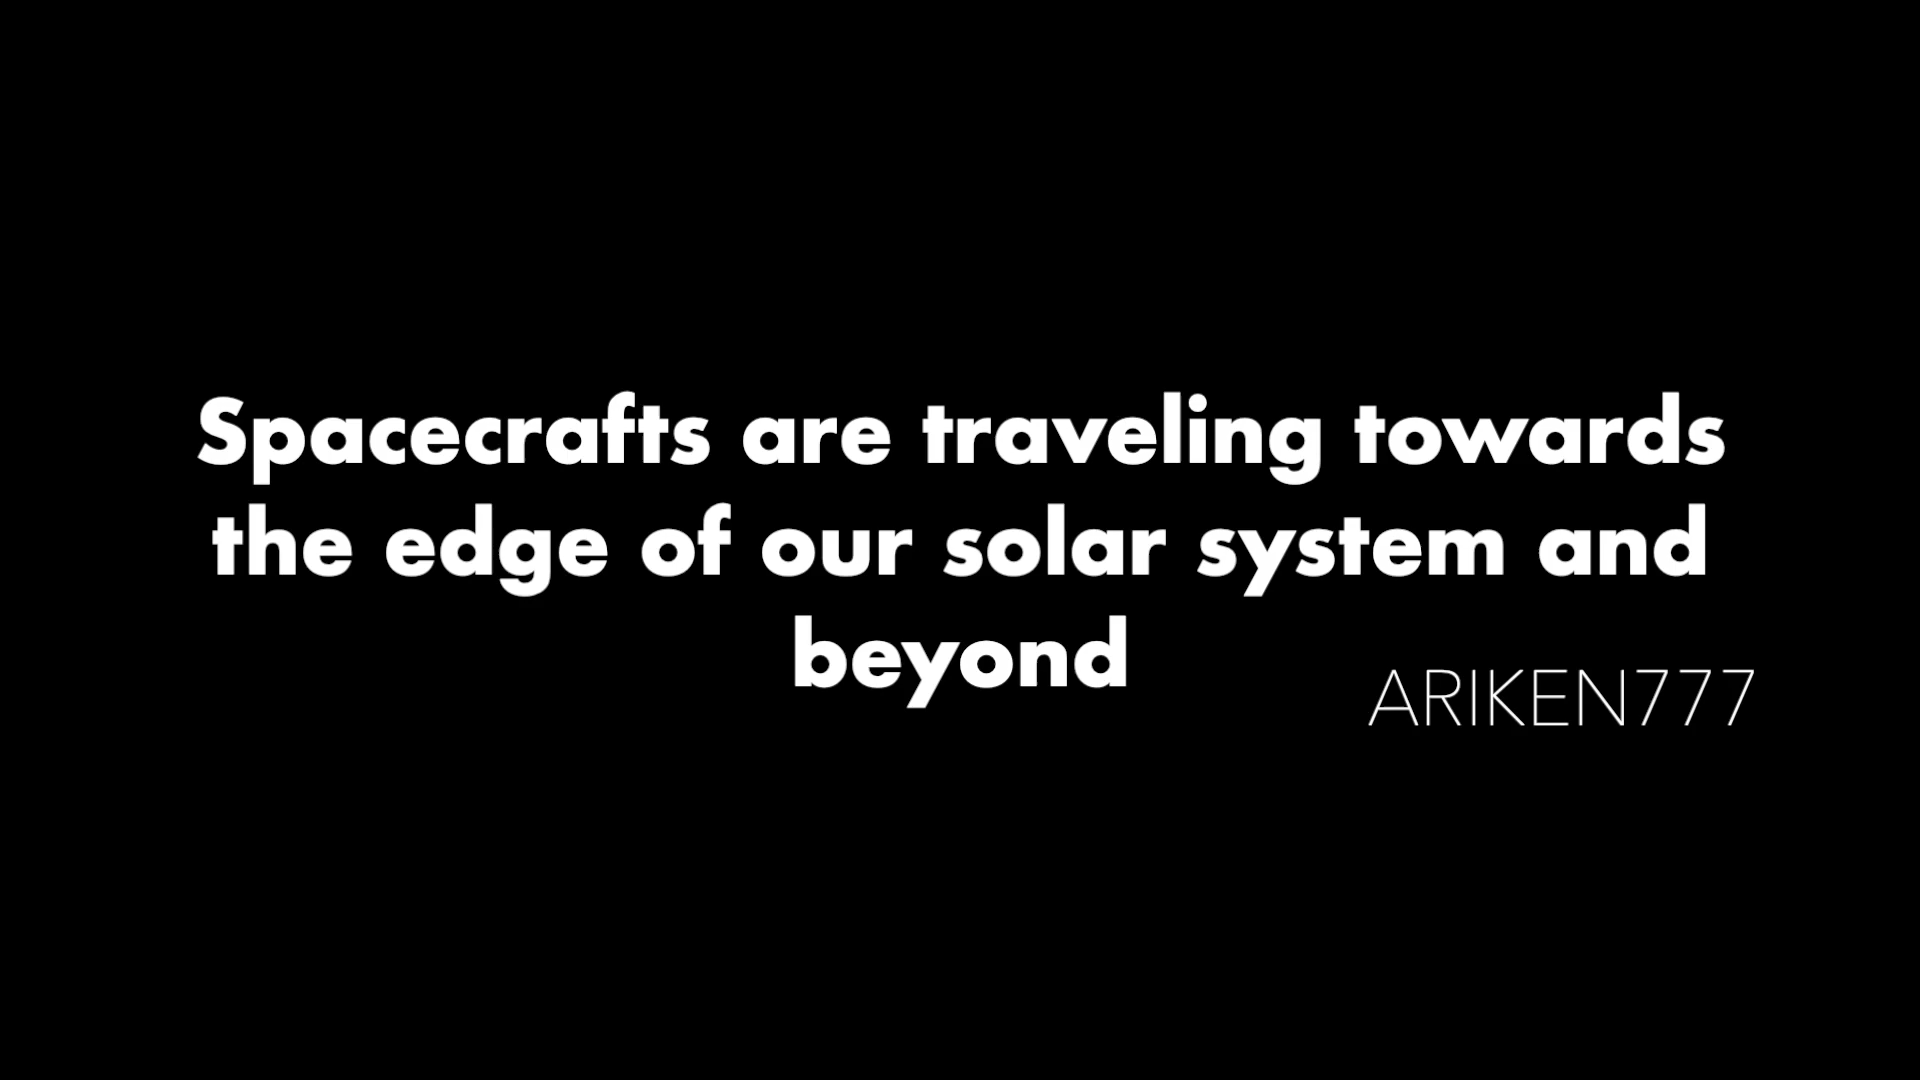 Spacecrafts are traveling towards
the edge of our solar system and
beyond
ARIKEN777